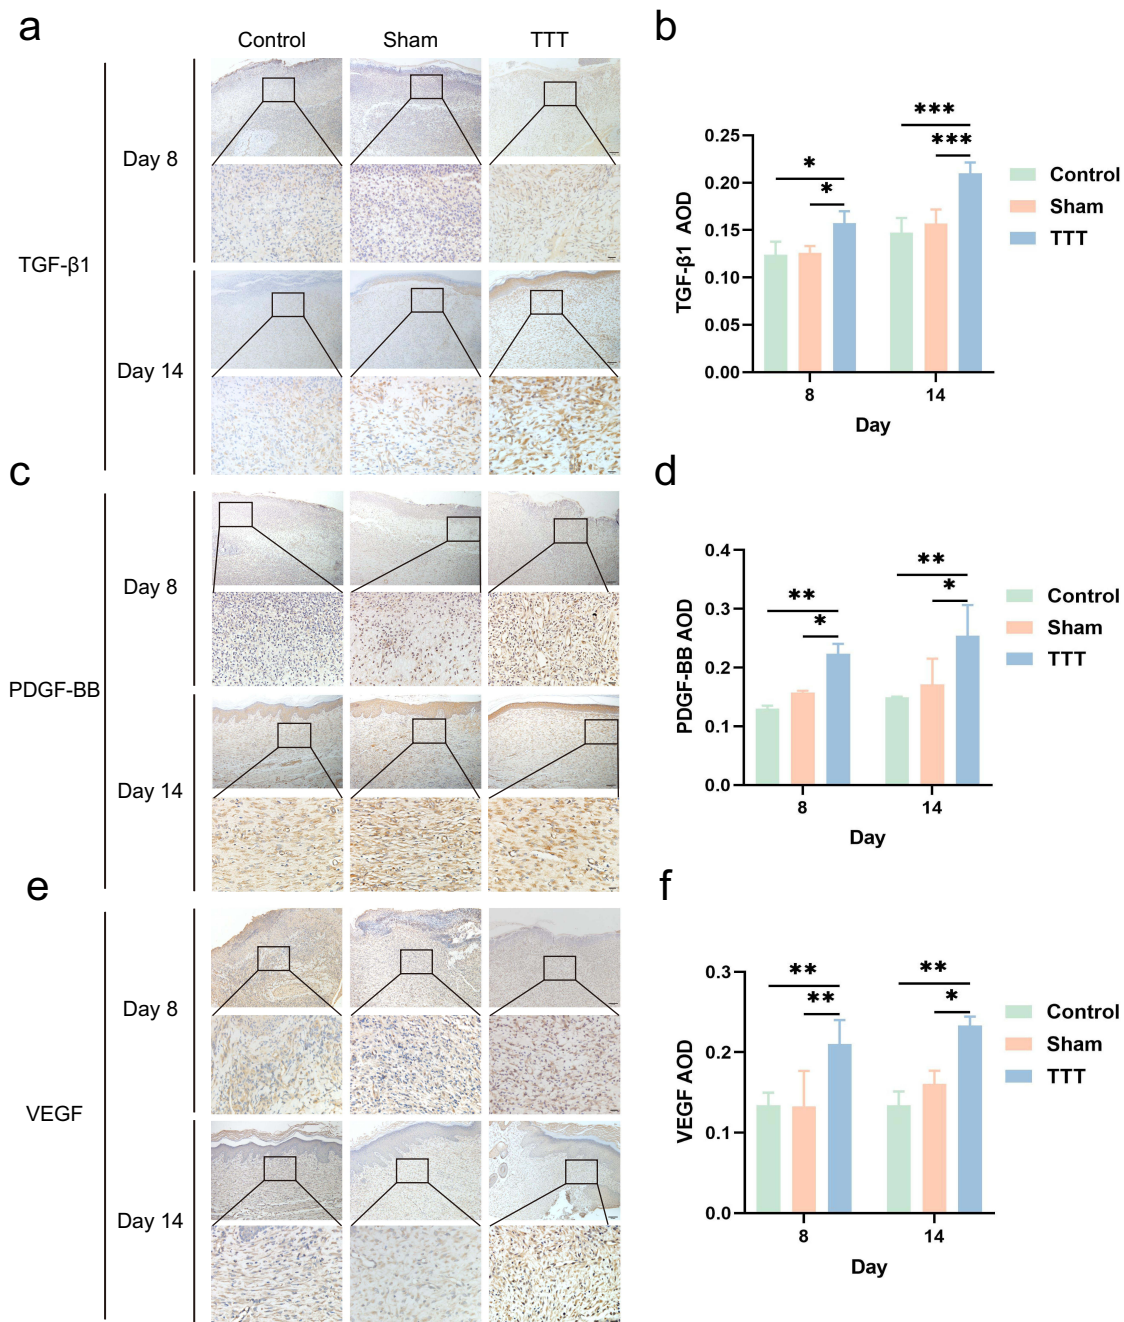 a
Control Sham TTT
Day 8
TGF-β1
Day 14
b
TGF-β1 AOD
0.25
0.20
0.15
0.10
0.05
0.00
* * *** ***
8 14
Day
Control
Sham
TTT
c
Day 8
PDGF-BB
Day 14
d
PDGF-BB AOD
0.4
0.3
0.2
0.1
0.0
** * ** *
8 14
Day
Control
Sham
TTT
e
Day 8
VEGF
Day 14
f
VEGF AOD
0.3
0.2
0.1
0.0
** ** ** *
8 14
Day
Control
Sham
TTT